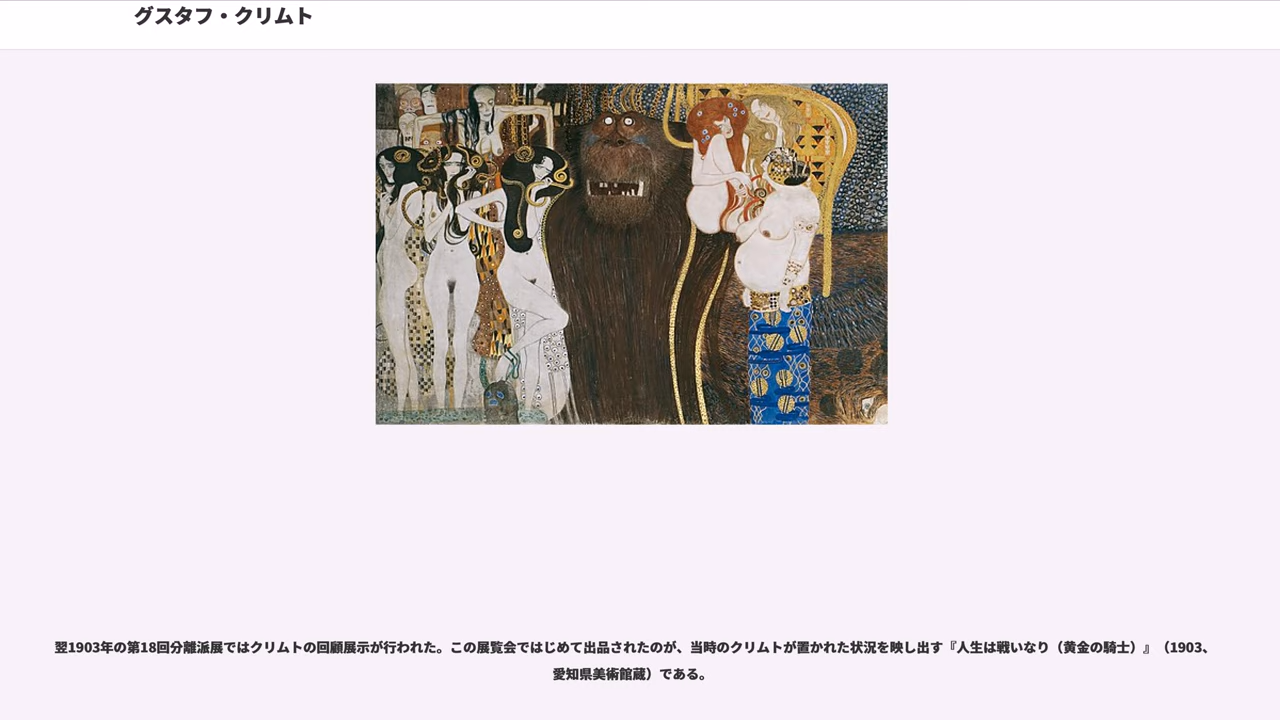 グスタフ・クリムト
翌1903年の第18回分離派展ではクリムトの回顧展示が行われた。この展覧会ではじめて出品されたのが、当時のクリムトが置かれた状況を映し出す『人生は戦いなり（黄金の騎士）』（1903、
愛知県美術館蔵）である。